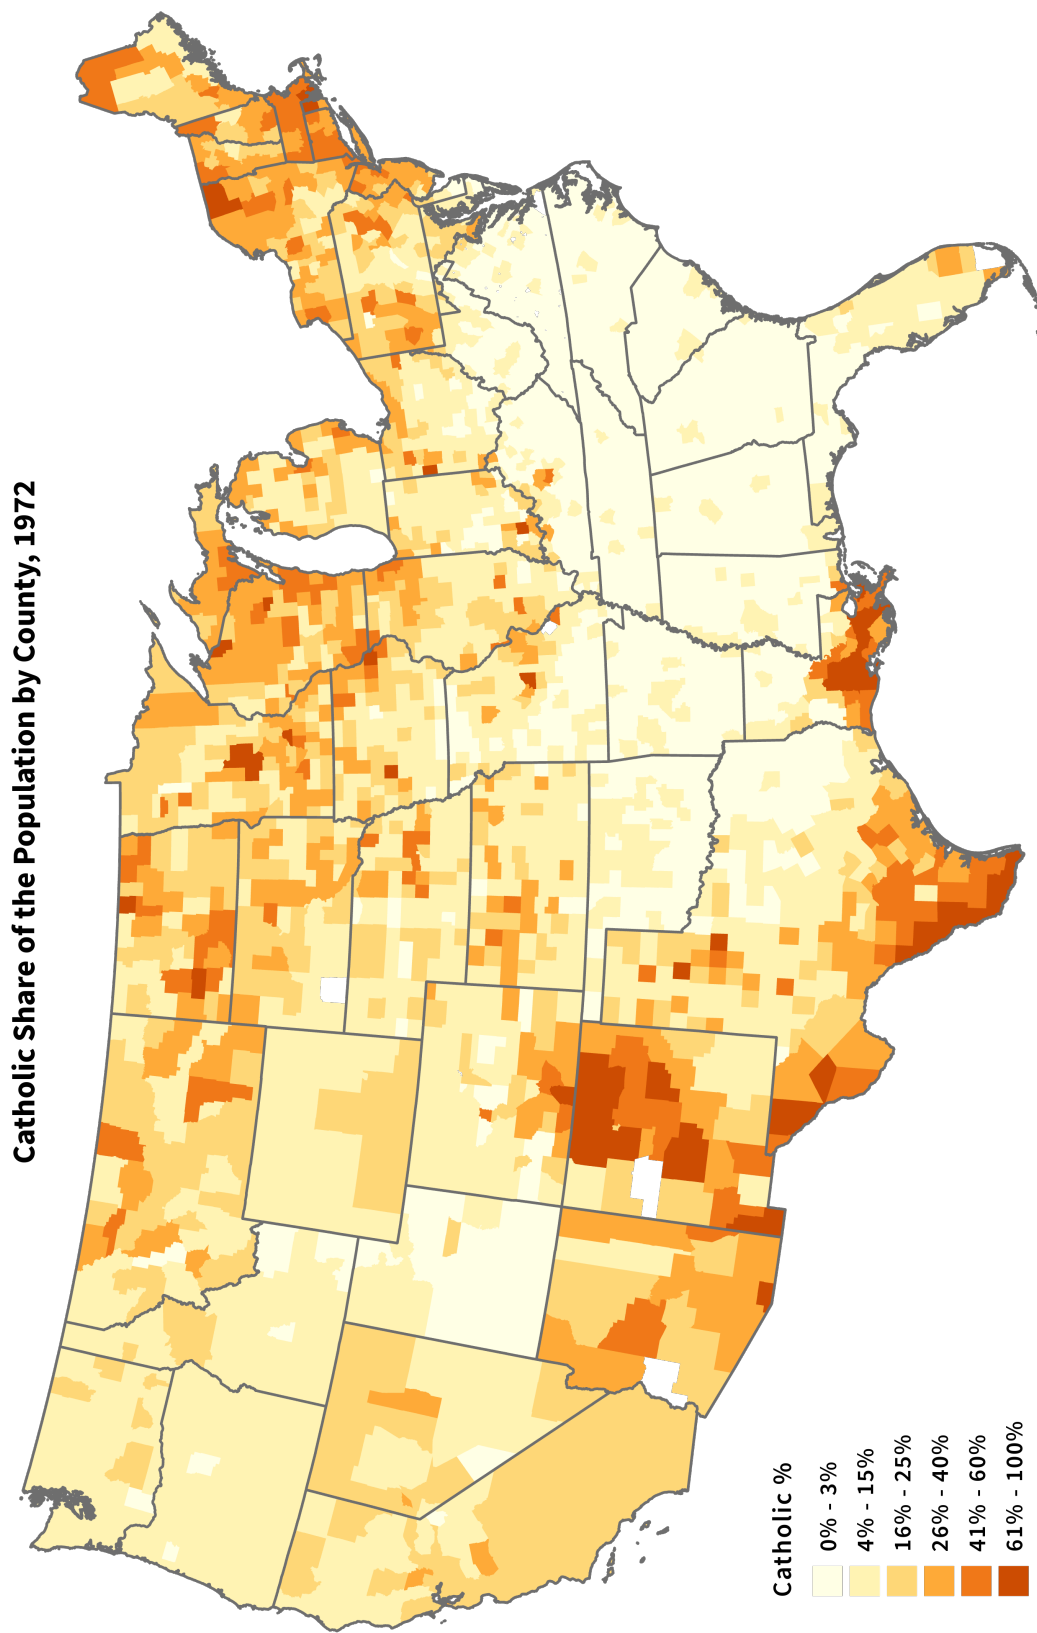 Catholic Share of the Population by County, 1972
Catholic %
0% - 3%
4% - 15%
16% - 25%
26% - 40%
41% - 60%
61% - 100%